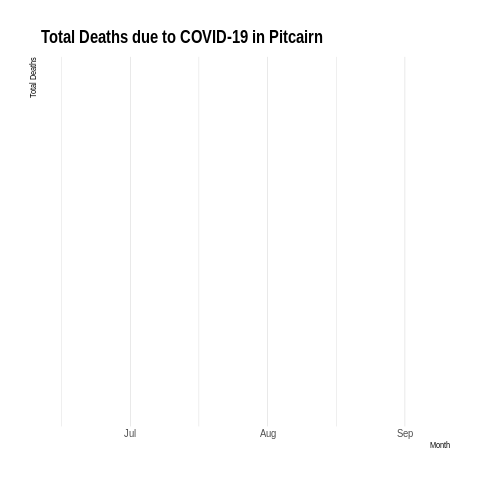 Total Deaths due to COVID-19 in Pitcairn
Total Deaths
Jul Aug Sep
Month